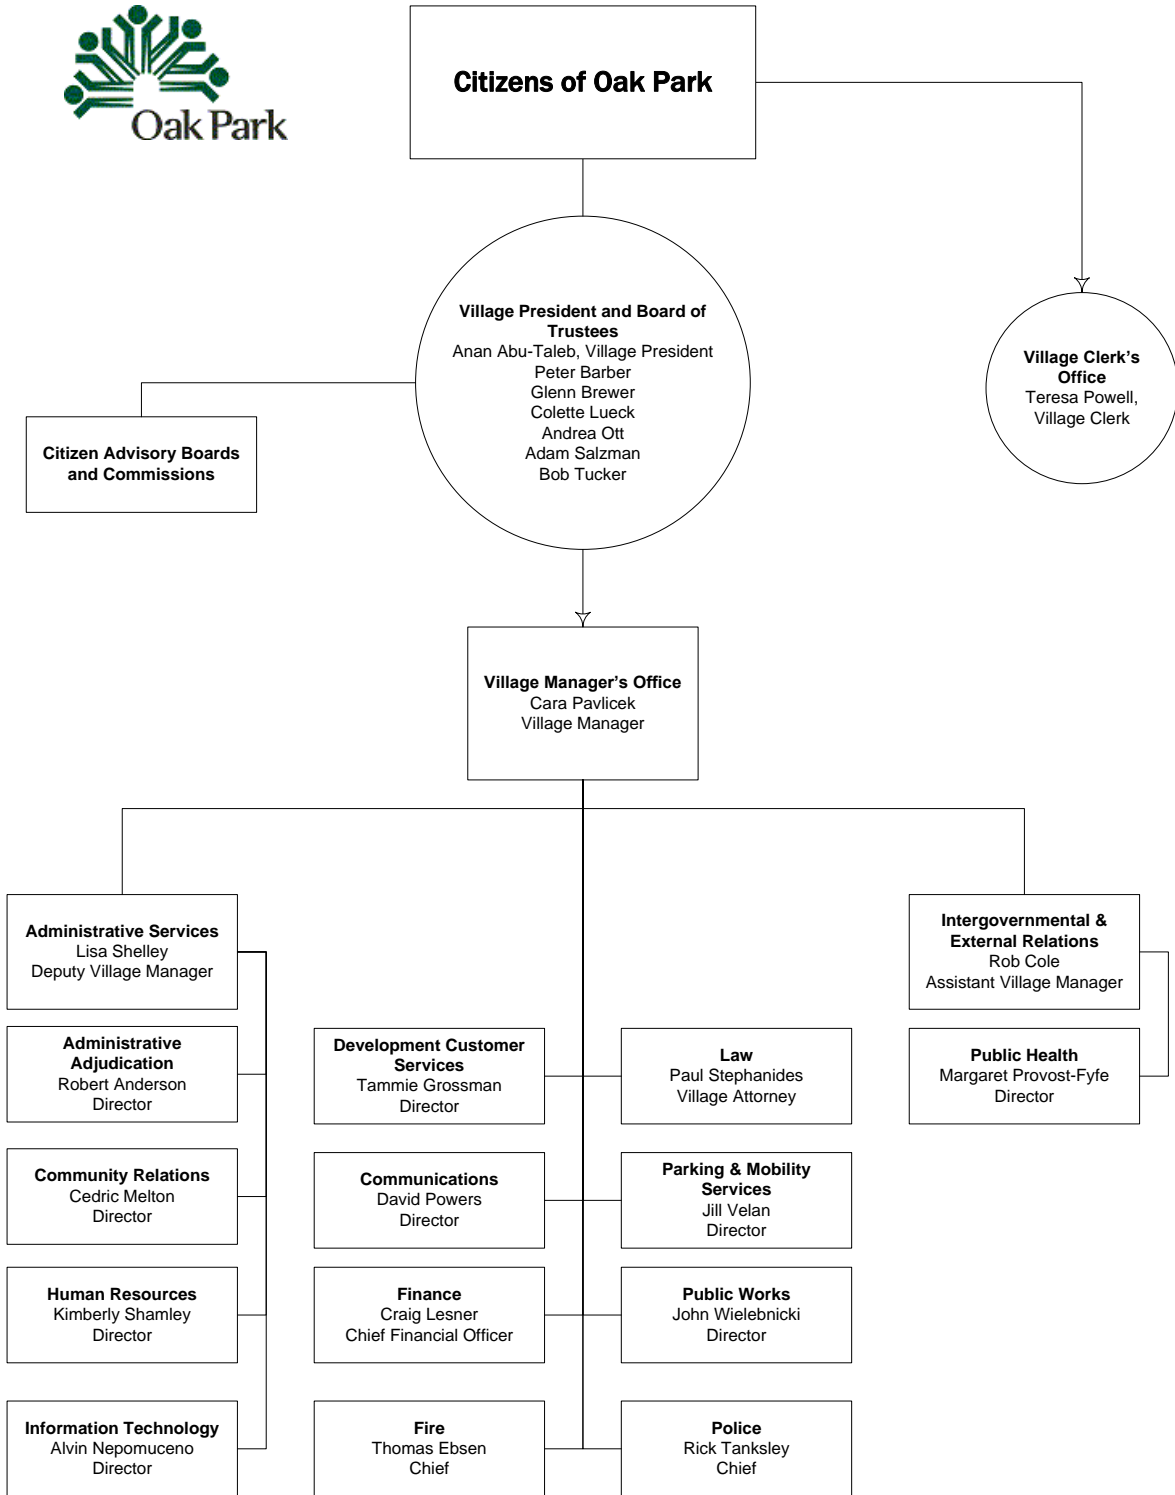 Oak Park
Citizens of Oak Park
Village President and Board of
Trustees
Anan Abu-Taleb, Village President
Peter Barber
Glenn Brewer
Colette Lueck
Andrea Ott
Adam Salzman
Bob Tucker
Village Clerk's
Office
Teresa Powell,
Village Clerk
Citizen Advisory Boards
and Commissions
Village Manager's Office
Cara Pavlicek
Village Manager
Administrative Services
Lisa Shelley
Deputy Village Manager
Intergovernmental &
External Relations
Rob Cole
Assistant Village Manager
Administrative
Adjudication
Robert Anderson
Director
Development Customer
Services
Tammie Grossman
Director
Law
Paul Stephanides
Village Attorney
Public Health
Margaret Provost-Fyfe
Director
Community Relations
Cedric Melton
Director
Communications
David Powers
Director
Parking & Mobility
Services
Jill Velan
Director
Human Resources
Kimberly Shamley
Director
Finance
Craig Lesner
Chief Financial Officer
Public Works
John Wielebnicki
Director
Information Technology
Alvin Nepomuceno
Director
Fire
Thomas Ebsen
Chief
Police
Rick Tanksley
Chief